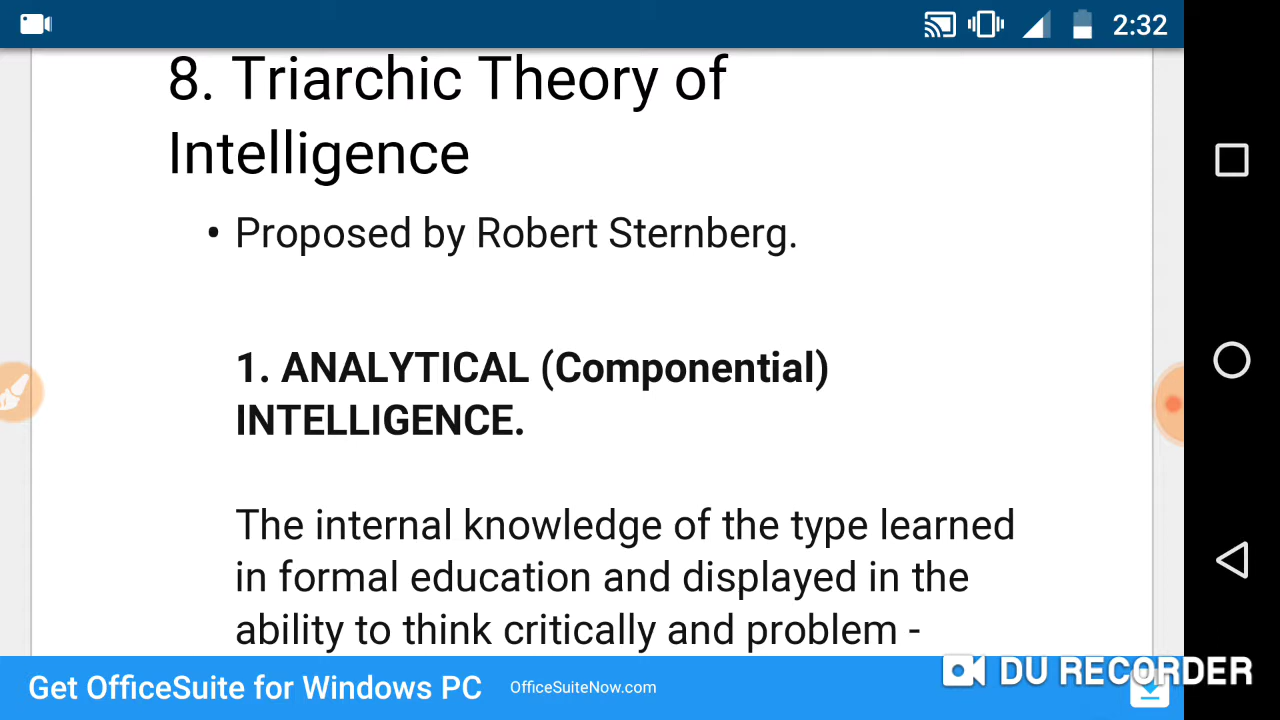 2:32
8. Triarchic Theory of
Intelligence
• Proposed by Robert Sternberg.
1. ANALYTICAL (Componential)
INTELLIGENCE.
The internal knowledge of the type learned
in formal education and displayed in the
ability to think critically and problem -
Get OfficeSuite for Windows PC OfficeSuiteNow.com
DU RECORDER